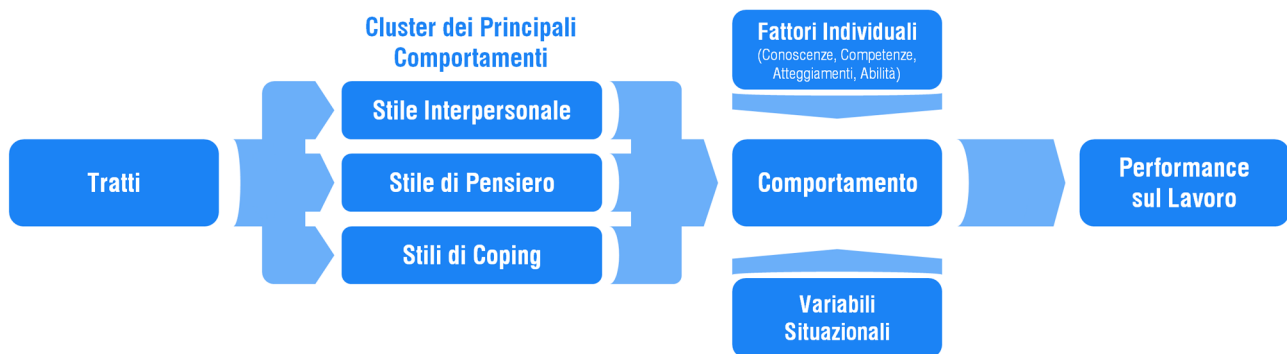 Cluster dei Principali
Comportamenti
Tratti
Stile Interpersonale
Stile di Pensiero
Stili di Coping
Fattori Individuali
(Conoscenze, Competenze,
Atteggiamenti, Abilità)
Comportamento
Variabili
Situazionali
Performance
sul Lavoro